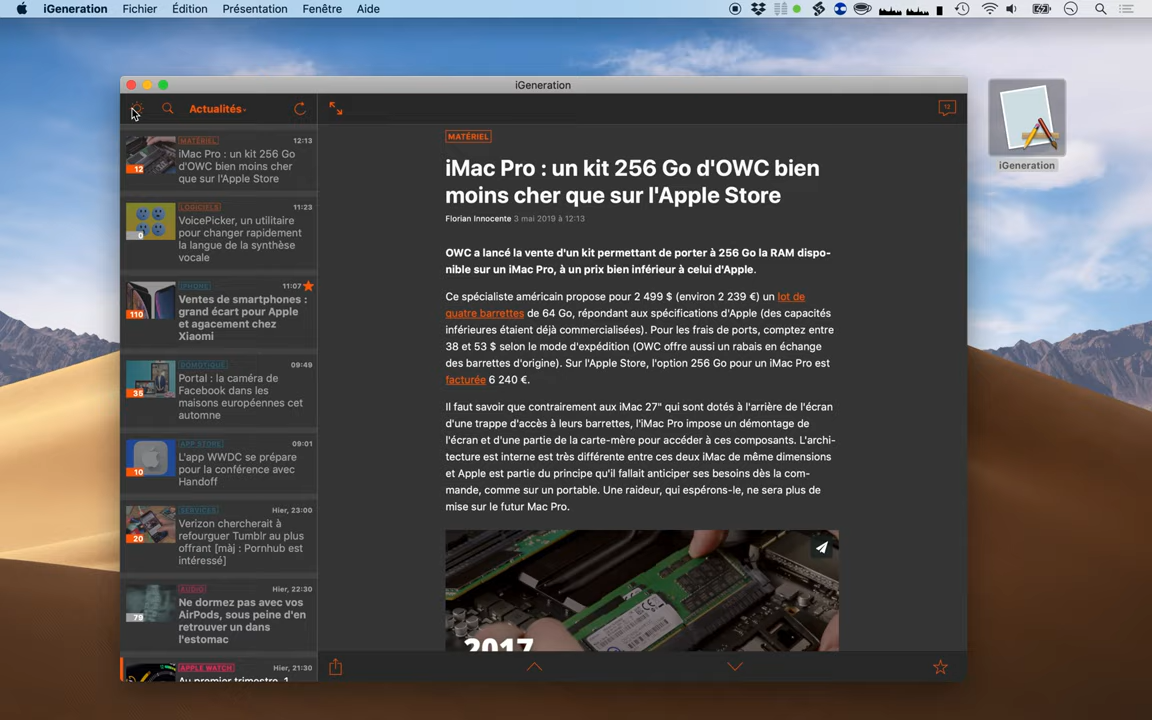 iGeneration Fichier Édition Présentation Fenêtre Aide
iGeneration
Actualités
12
MATÉRIEL 12:13
12
iMac Pro : un kit 256 Go
d'OWC bien moins cher
que sur l'Apple Store
LOGICIELS 11:23
0
VoicePicker, un utilitaire
pour changer rapidement
la langue de la synthèse
vocale
IPHONE 11:07
110
Ventes de smartphones :
grand écart pour Apple
et agacement chez
Xiaomi
DOMOTIQUE 09:49
35
Portal : la caméra de
Facebook dans les
maisons européennes cet
automne
APP STORE 09:01
10
L'app WWDC se prépare
pour la conférence avec
Handoff
SERVICES Hier, 23:00
20
Verizon chercherait à
refourguer Tumblr au plus
offrant [màj : Pornhub est
intéressé]
AUDIO Hier, 22:30
79
Ne dormez pas avec vos
AirPods, sous peine d'en
retrouver un dans
l'estomac
APPLE WATCH Hier, 21:30
Au premier trimestre, 1
MATÉRIEL
iMac Pro : un kit 256 Go d'OWC bien
moins cher que sur l'Apple Store
Florian Innocente 3 mai 2019 à 12:13
OWC a lancé la vente d'un kit permettant de porter à 256 Go la RAM dispo-
nible sur un iMac Pro, à un prix bien inférieur à celui d'Apple.
Ce spécialiste américain propose pour 2 499 $ (environ 2 239 €) un lot de
quatre barrettes de 64 Go, répondant aux spécifications d'Apple (des capacités
inférieures étaient déjà commercialisées). Pour les frais de ports, comptez entre
38 et 53 $ selon le mode d'expédition (OWC offre aussi un rabais en échange
des barrettes d'origine). Sur l'Apple Store, l'option 256 Go pour un iMac Pro est
facturée 6 240 €.
Il faut savoir que contrairement aux iMac 27" qui sont dotés à l'arrière de l'écran
d'une trappe d'accès à leurs barrettes, l'iMac Pro impose un démontage de
l'écran et d'une partie de la carte-mère pour accéder à ces composants. L'archi-
tecture est interne est très différente entre ces deux iMac de même dimensions
et Apple est partie du principe qu'il fallait anticiper ses besoins dès la com-
mande, comme sur un portable. Une raideur, qui espérons-le, ne sera plus de
mise sur le futur Mac Pro.
2017
iGeneration